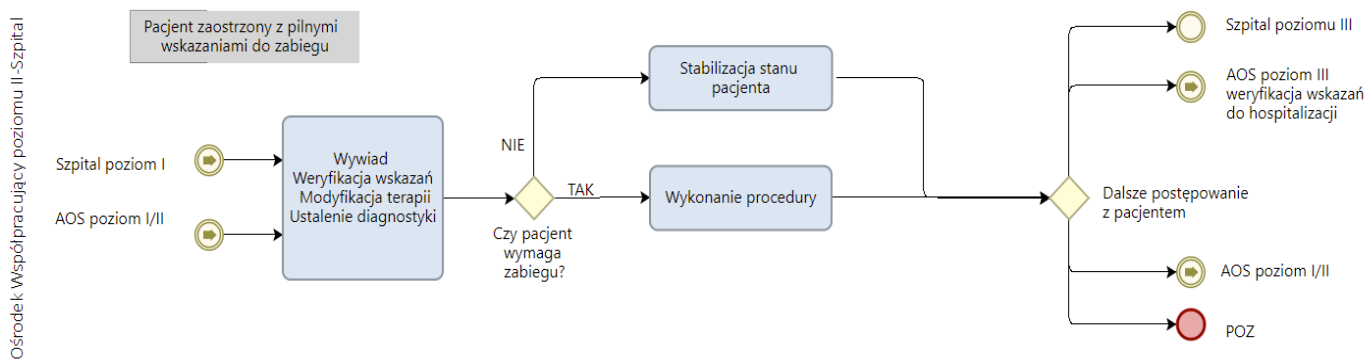 Ośrodek Współpracujący poziomu II-Szpital
Pacjent zaostrzony z pilnymi
wskazaniami do zabiegu
Szpital poziom I
AOS poziom I/II
Wywiad
Weryfikacja wskazań
Modyfikacja terapii
Ustalenie diagnostyki
NIE
TAK
Czy pacjent
wymaga
zabiegu?
Stabilizacja stanu
pacjenta
Wykonanie procedury
Dalsze postępowanie
z pacjentem
Szpital poziomu III
AOS poziom III
weryfikacja wskazań
do hospitalizacji
AOS poziom I/II
POZ